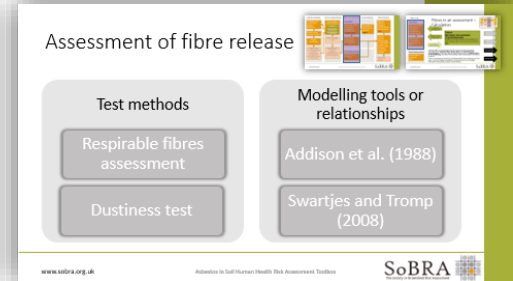 Assessment of fibre release
Test methods
Respirable fibres
assessment
Dustiness test
Modelling tools or
relationships
Addison et al. (1988)
Swartjes and Tromp
(2008)
www.sobra.org.uk
Asbestos in Soil Human Health Risk Assessment Toolbox
SoBRA